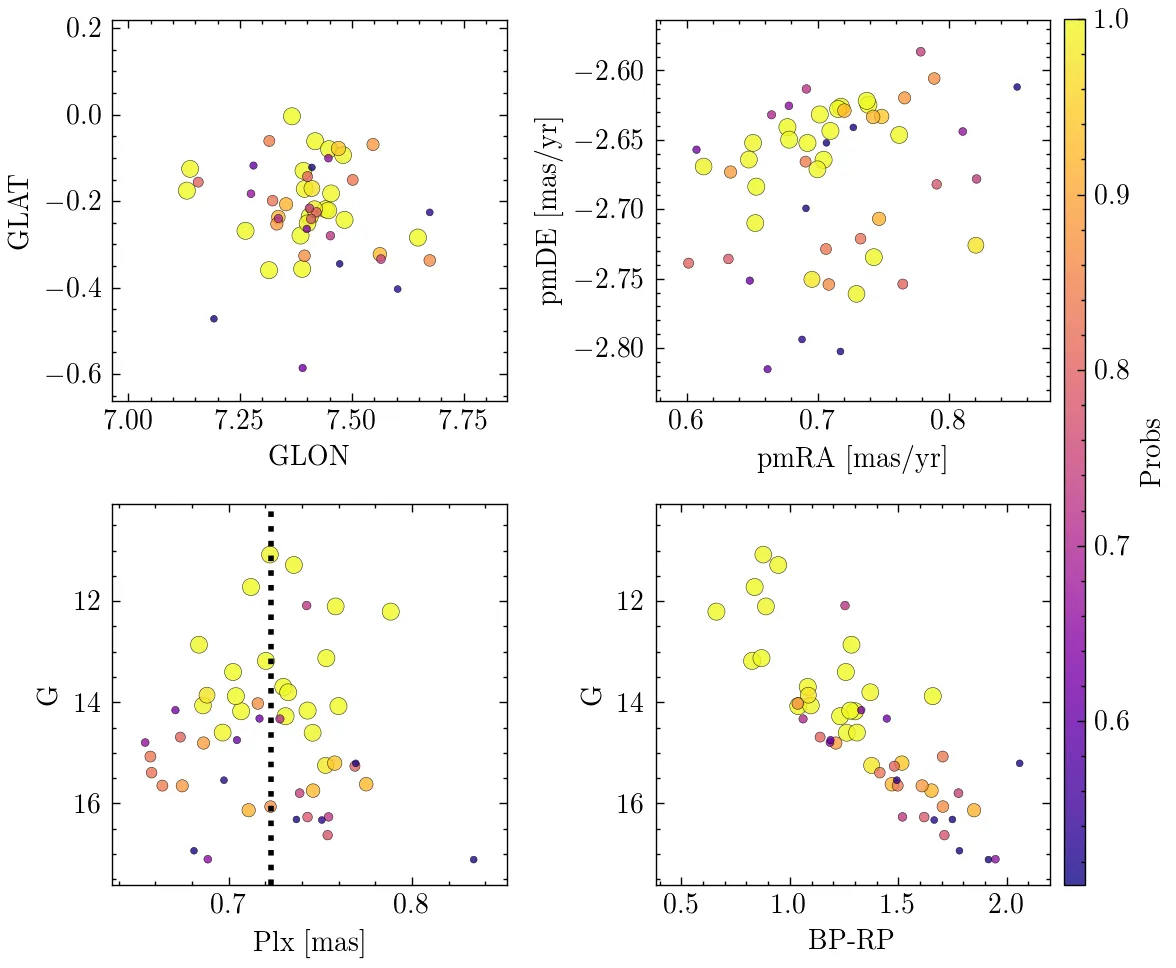 0.2
0.0
−0.2
−0.4
−0.6
GLAT
7.00 7.25 7.50 7.75
GLON
−2.60
−2.65
−2.70
−2.75
−2.80
pmDE [mas/yr]
0.6 0.7 0.8
pmRA [mas/yr]
12
14
16
G
0.7 0.8
Plx [mas]
12
14
16
G
0.5 1.0 1.5 2.0
BP-RP
1.0
0.9
0.8
0.7
0.6
Probs